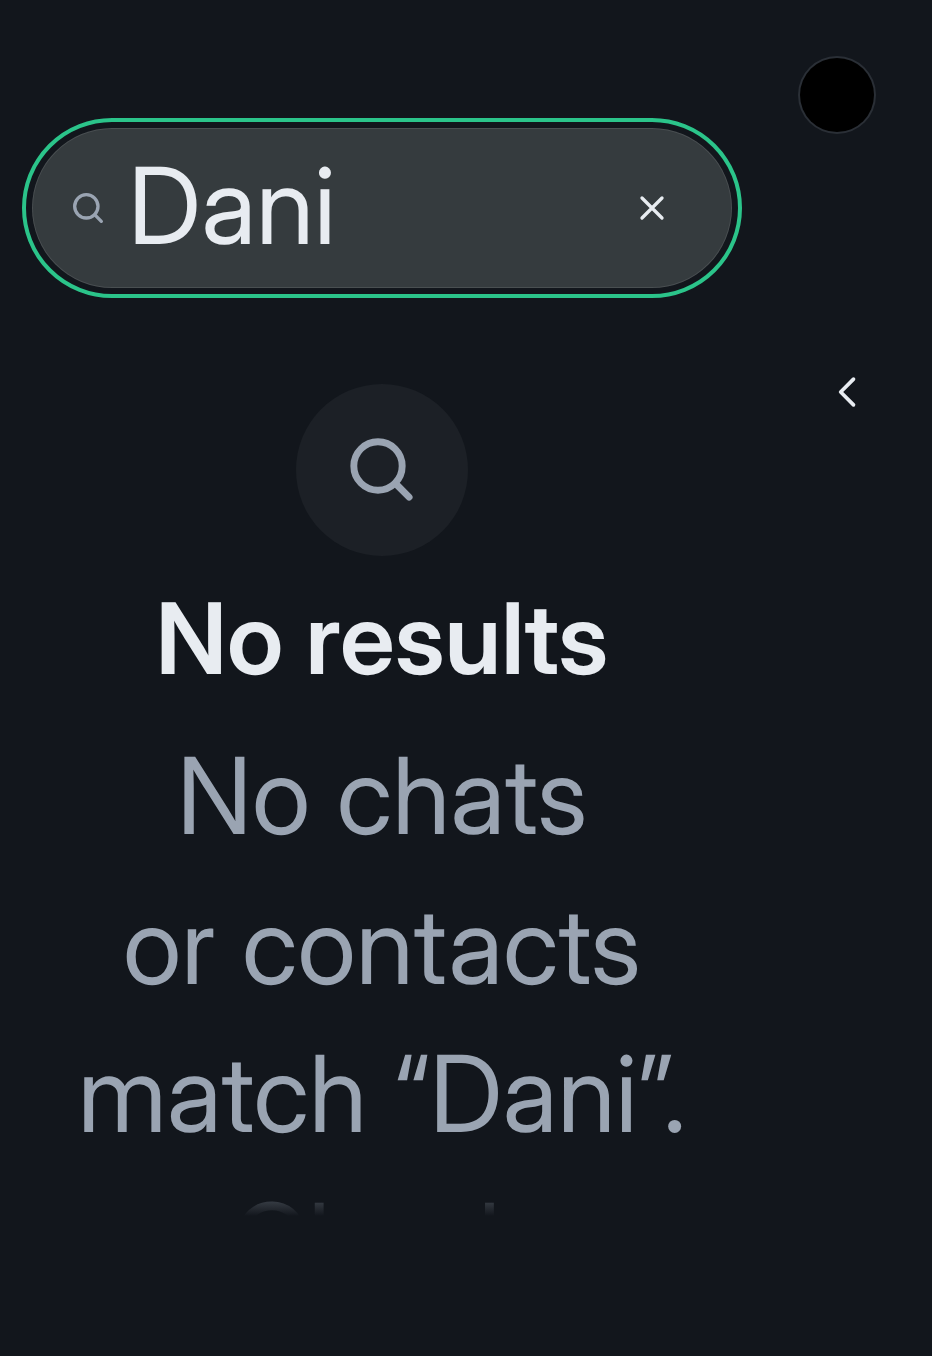 Dani
No results
No chats
or contacts
match “Dani”.